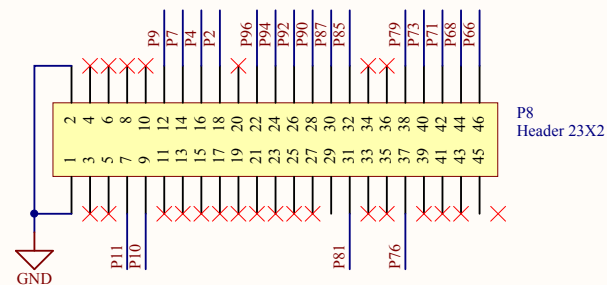 P9 P7 P4 P2 P96 P94 P92 P90 P87 P85 P79 P73 P71 P68 P66
2 4 6 8 10 12 14 16 18 20 22 24 26 28 30 32 34 36 38 40 42 44 46
P8
Header 23X2
1 3 5 7 9 11 13 15 17 19 21 23 25 27 29 31 33 35 37 39 41 43 45
P11 P10 P81 P76
GND